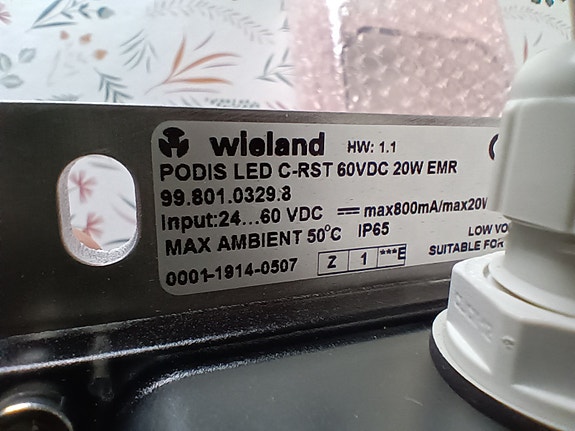 wieland HW: 1.1
PODIS LED C-RST 60VDC 20W EMR
99.801.0329.8
Input:24...60 VDC ⎓ max800mA/max20W
MAX AMBIENT 50°C IP65
LOW VO
SUITABLE FOR
0001-1914-0507 Z 1 ***E